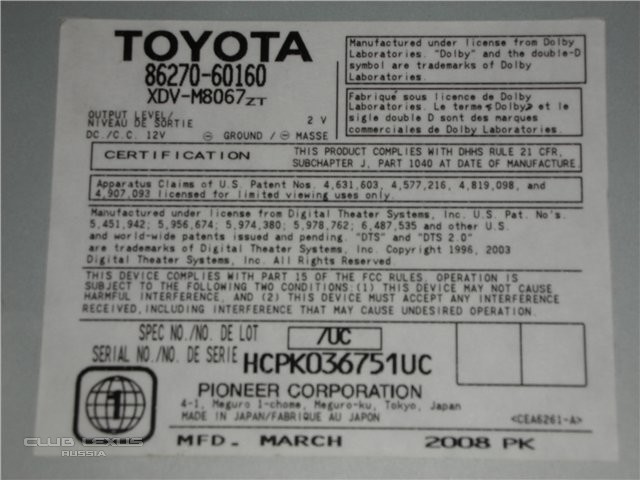 TOYOTA
86270-60160
XDV-M8067ZT
OUTPUT LEVEL/
NIVEAU DE SORTIE 2 V
DC./C.C. 12V ⊖ GROUND / ⊖ MASSE
Manufactured under license from Dolby
Laboratories. "Dolby" and the double-D
symbol are trademarks of Dolby
Laboratories.
Fabriqué sous licence de Dolby
Laboratories. Le terme "Dolby" et le
sigle double D sont des marques
commerciales de Dolby Laboratories.
CERTIFICATION
THIS PRODUCT COMPLIES WITH DHHS RULE 21 CFR,
SUBCHAPTER J, PART 1040 AT DATE OF MANUFACTURE.
Apparatus Claims of U.S. Patent Nos. 4,631,603, 4,577,216, 4,819,098, and
4,907,093 licensed for limited viewing uses only.
Manufactured under license from Digital Theater Systems, Inc. U.S. Pat. No's.
5,451,942; 5,956,674; 5,974,380; 5,978,762; 6,487,535 and other U.S.
and world-wide patents issued and pending. "DTS" and "DTS 2.0"
are trademarks of Digital Theater Systems, Inc. Copyright 1996, 2003
Digital Theater Systems, Inc. All Rights Reserved.
THIS DEVICE COMPLIES WITH PART 15 OF THE FCC RULES. OPERATION IS
SUBJECT TO THE FOLLOWING TWO CONDITIONS:(1) THIS DEVICE MAY NOT CAUSE
HARMFUL INTERFERENCE, AND (2) THIS DEVICE MUST ACCEPT ANY INTERFERENCE
RECEIVED, INCLUDING INTERFERENCE THAT MAY CAUSE UNDESIRED OPERATION.
SPEC NO./NO. DE LOT /UC
SERIAL NO./NO. DE SERIE HCPK036751UC
1
PIONEER CORPORATION
4-1, Meguro 1-chome, Meguro-ku, Tokyo, Japan
MADE IN JAPAN/FABRIQUÉ AU JAPON
<CEA6261-A>
MFD. MARCH 2008 PK
CLUB LEXUS
RUSSIA